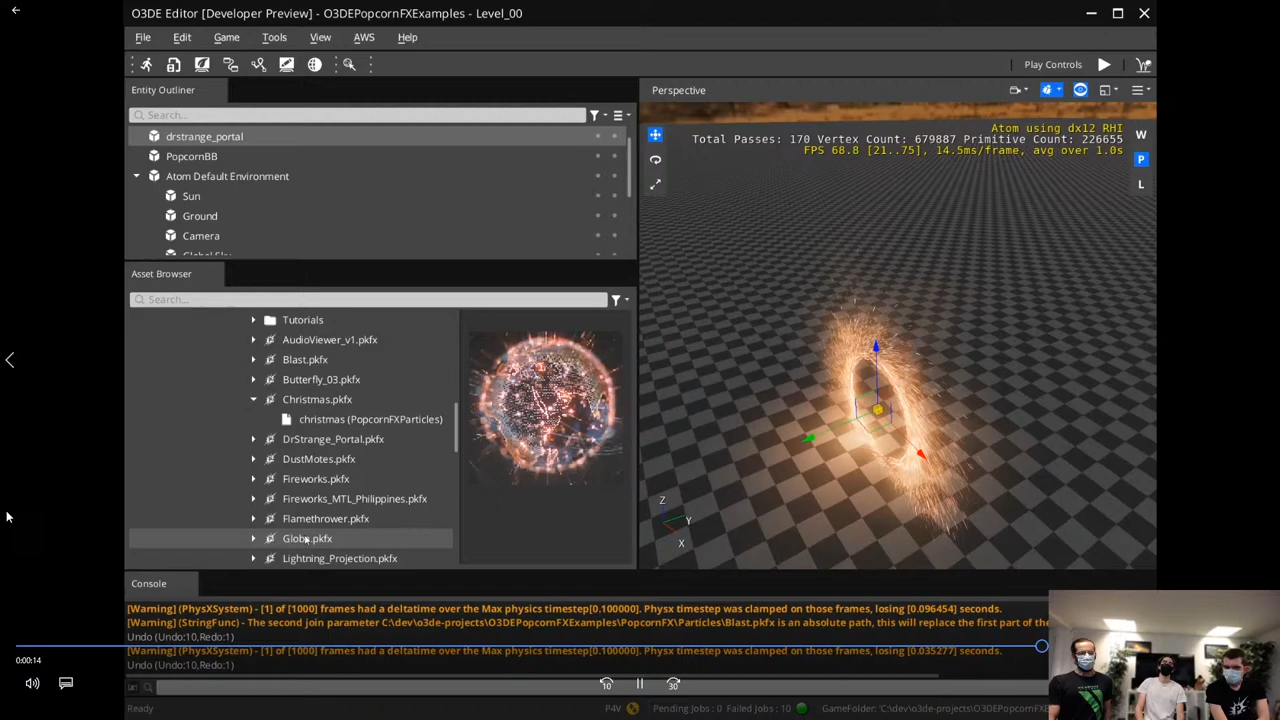 O3DE Editor [Developer Preview] - O3DEPopcornFXExamples - Level_00
File Edit Game Tools View AWS Help
Play Controls
Entity Outliner
Search...
drstrange_portal
PopcornBB
Atom Default Environment
Sun
Ground
Camera
Global Sky
Perspective
Atom using dx12 RHI
Total Passes: 170 Vertex Count: 679887 Primitive Count: 226655
FPS 68.8 [21..75], 14.5ms/frame, avg over 1.0s
W
P
L
Z
Y
X
Asset Browser
Search...
Tutorials
AudioViewer_v1.pkfx
Blast.pkfx
Butterfly_03.pkfx
Christmas.pkfx
christmas (PopcornFXParticles)
DrStrange_Portal.pkfx
DustMotes.pkfx
Fireworks.pkfx
Fireworks_MTL_Philippines.pkfx
Flamethrower.pkfx
Globe.pkfx
Lightning_Projection.pkfx
Console
[Warning] (PhysXSystem) - [1] of [1000] frames had a deltatime over the Max physics timestep[0.100000]. Physx timestep was clamped on those frames, losing [0.096454] seconds.
[Warning] (StringFunc) - The second join parameter C:\dev\o3de-projects\O3DEPopcornFXExamples\PopcornFX\Particles\Blast.pkfx is an absolute path, this will replace the first part of the
Undo (Undo:10,Redo:1)
[Warning] (PhysXSystem) - [1] of [1000] frames had a deltatime over the Max physics timestep[0.100000]. Physx timestep was clamped on those frames, losing [0.035277] seconds.
Undo (Undo:10,Redo:1)
0:00:14
10
30
Ready
P4V
Pending Jobs : 0 Failed Jobs : 10
GameFolder: 'C:\dev\o3de-projects\O3DEPopcornFXE